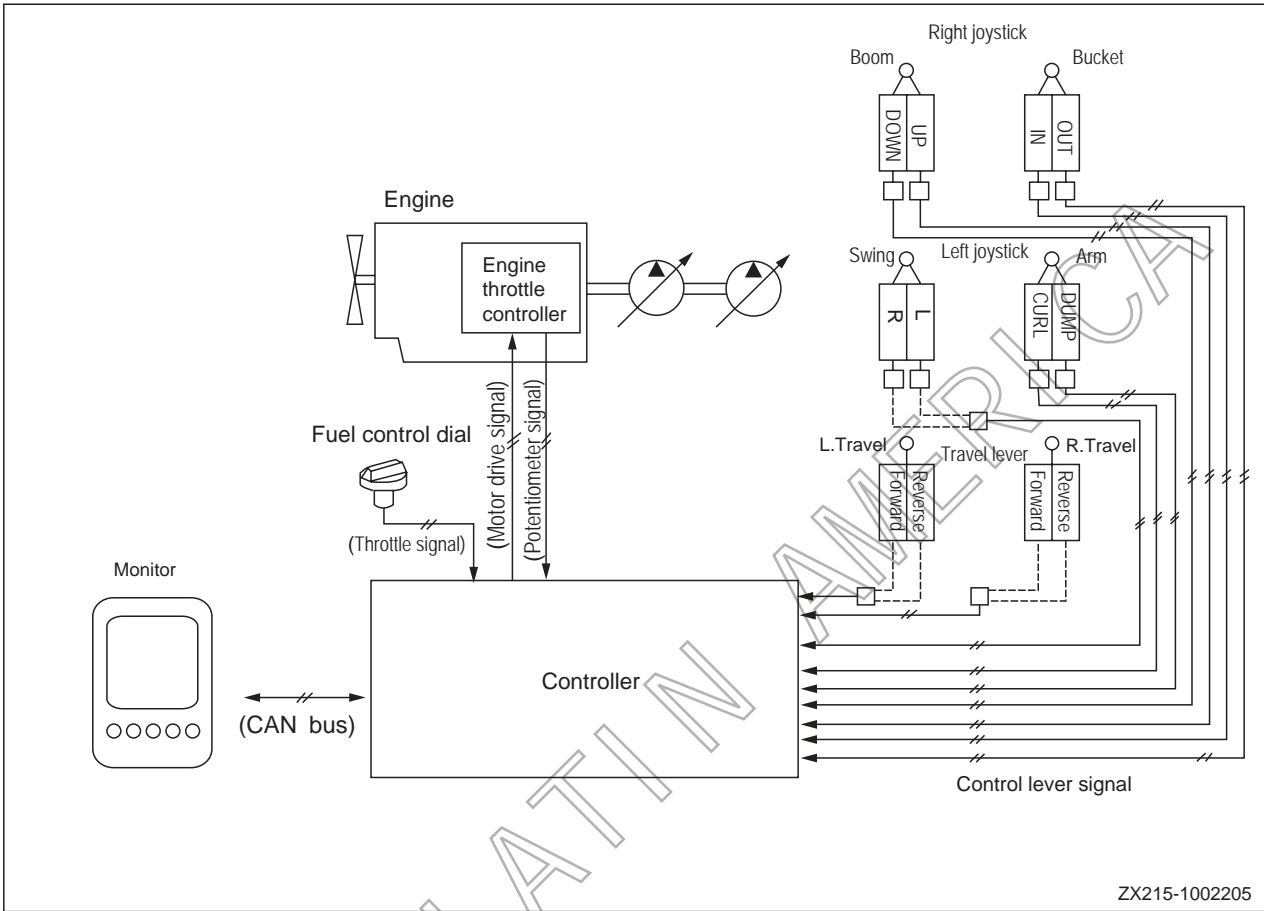 Right joystick
Boom
Bucket
DOWN
UP
IN
OUT
Engine
Engine
throttle
controller
Swing
Left joystick
Arm
R
L
CURL
DUMP
(Motor drive signal)
(Potentiometer signal)
Fuel control dial
(Throttle signal)
L.Travel
Travel lever
R.Travel
Forward
Reverse
Forward
Reverse
Monitor
Controller
(CAN bus)
Control lever signal
LATIN AMERICA
ZX215-1002205